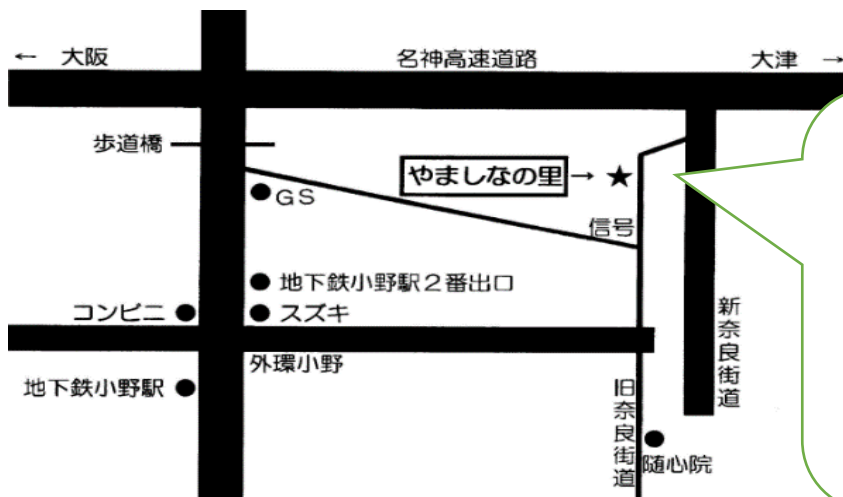 ← 大阪
名神高速道路
大津 →
歩道橋
やましなの里 → ★
GS
信号
地下鉄小野駅２番出口
コンビニ
スズキ
外環小野
新奈良街道
地下鉄小野駅
旧奈良街道
随心院